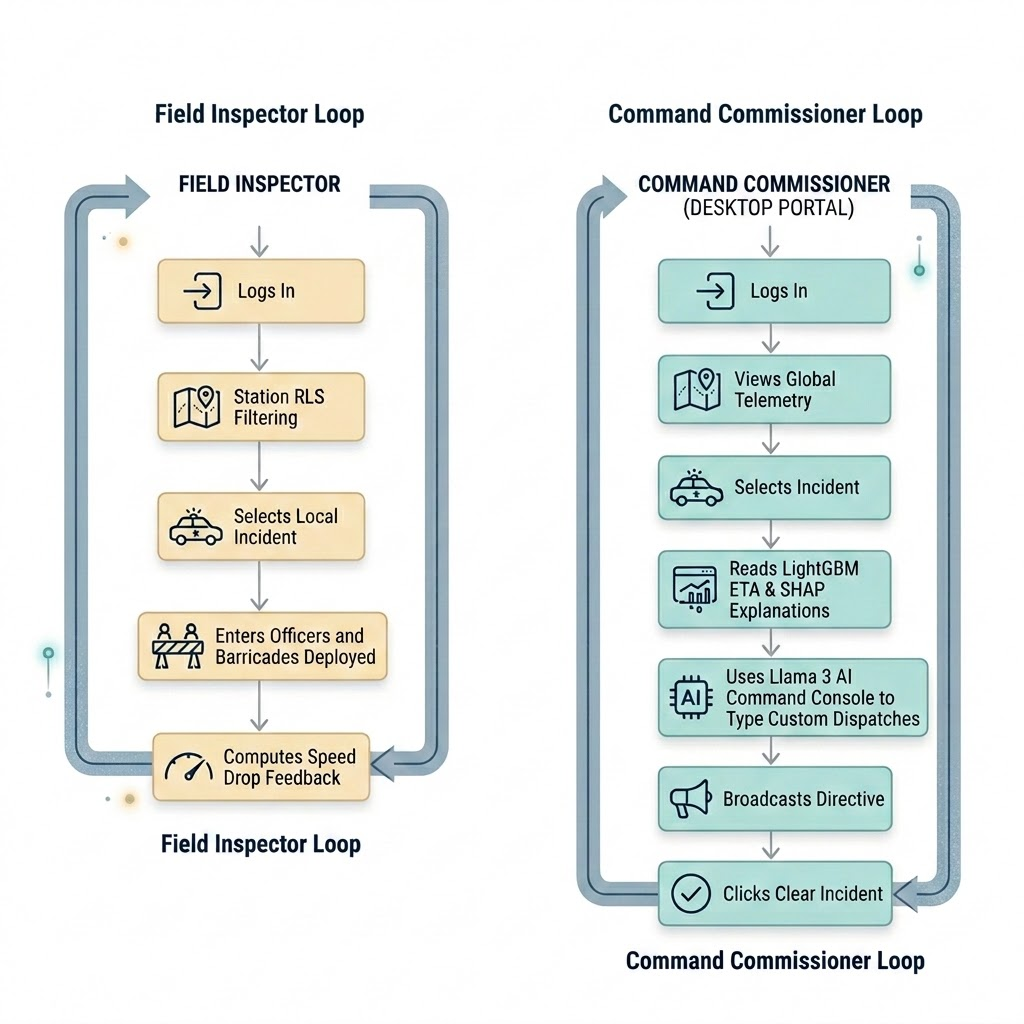 Field Inspector Loop
FIELD INSPECTOR
Logs In
Station RLS
Filtering
Selects Local
Incident
Enters Officers and
Barricades Deployed
Computes Speed
Drop Feedback
Field Inspector Loop
Command Commissioner Loop
COMMAND COMMISSIONER
(DESKTOP PORTAL)
Logs In
Views Global
Telemetry
Selects Incident
Reads LightGBM
ETA & SHAP
Explanations
AI
Uses Llama 3 AI
Command Console to
Type Custom Dispatches
Broadcasts Directive
Clicks Clear Incident
Command Commissioner Loop